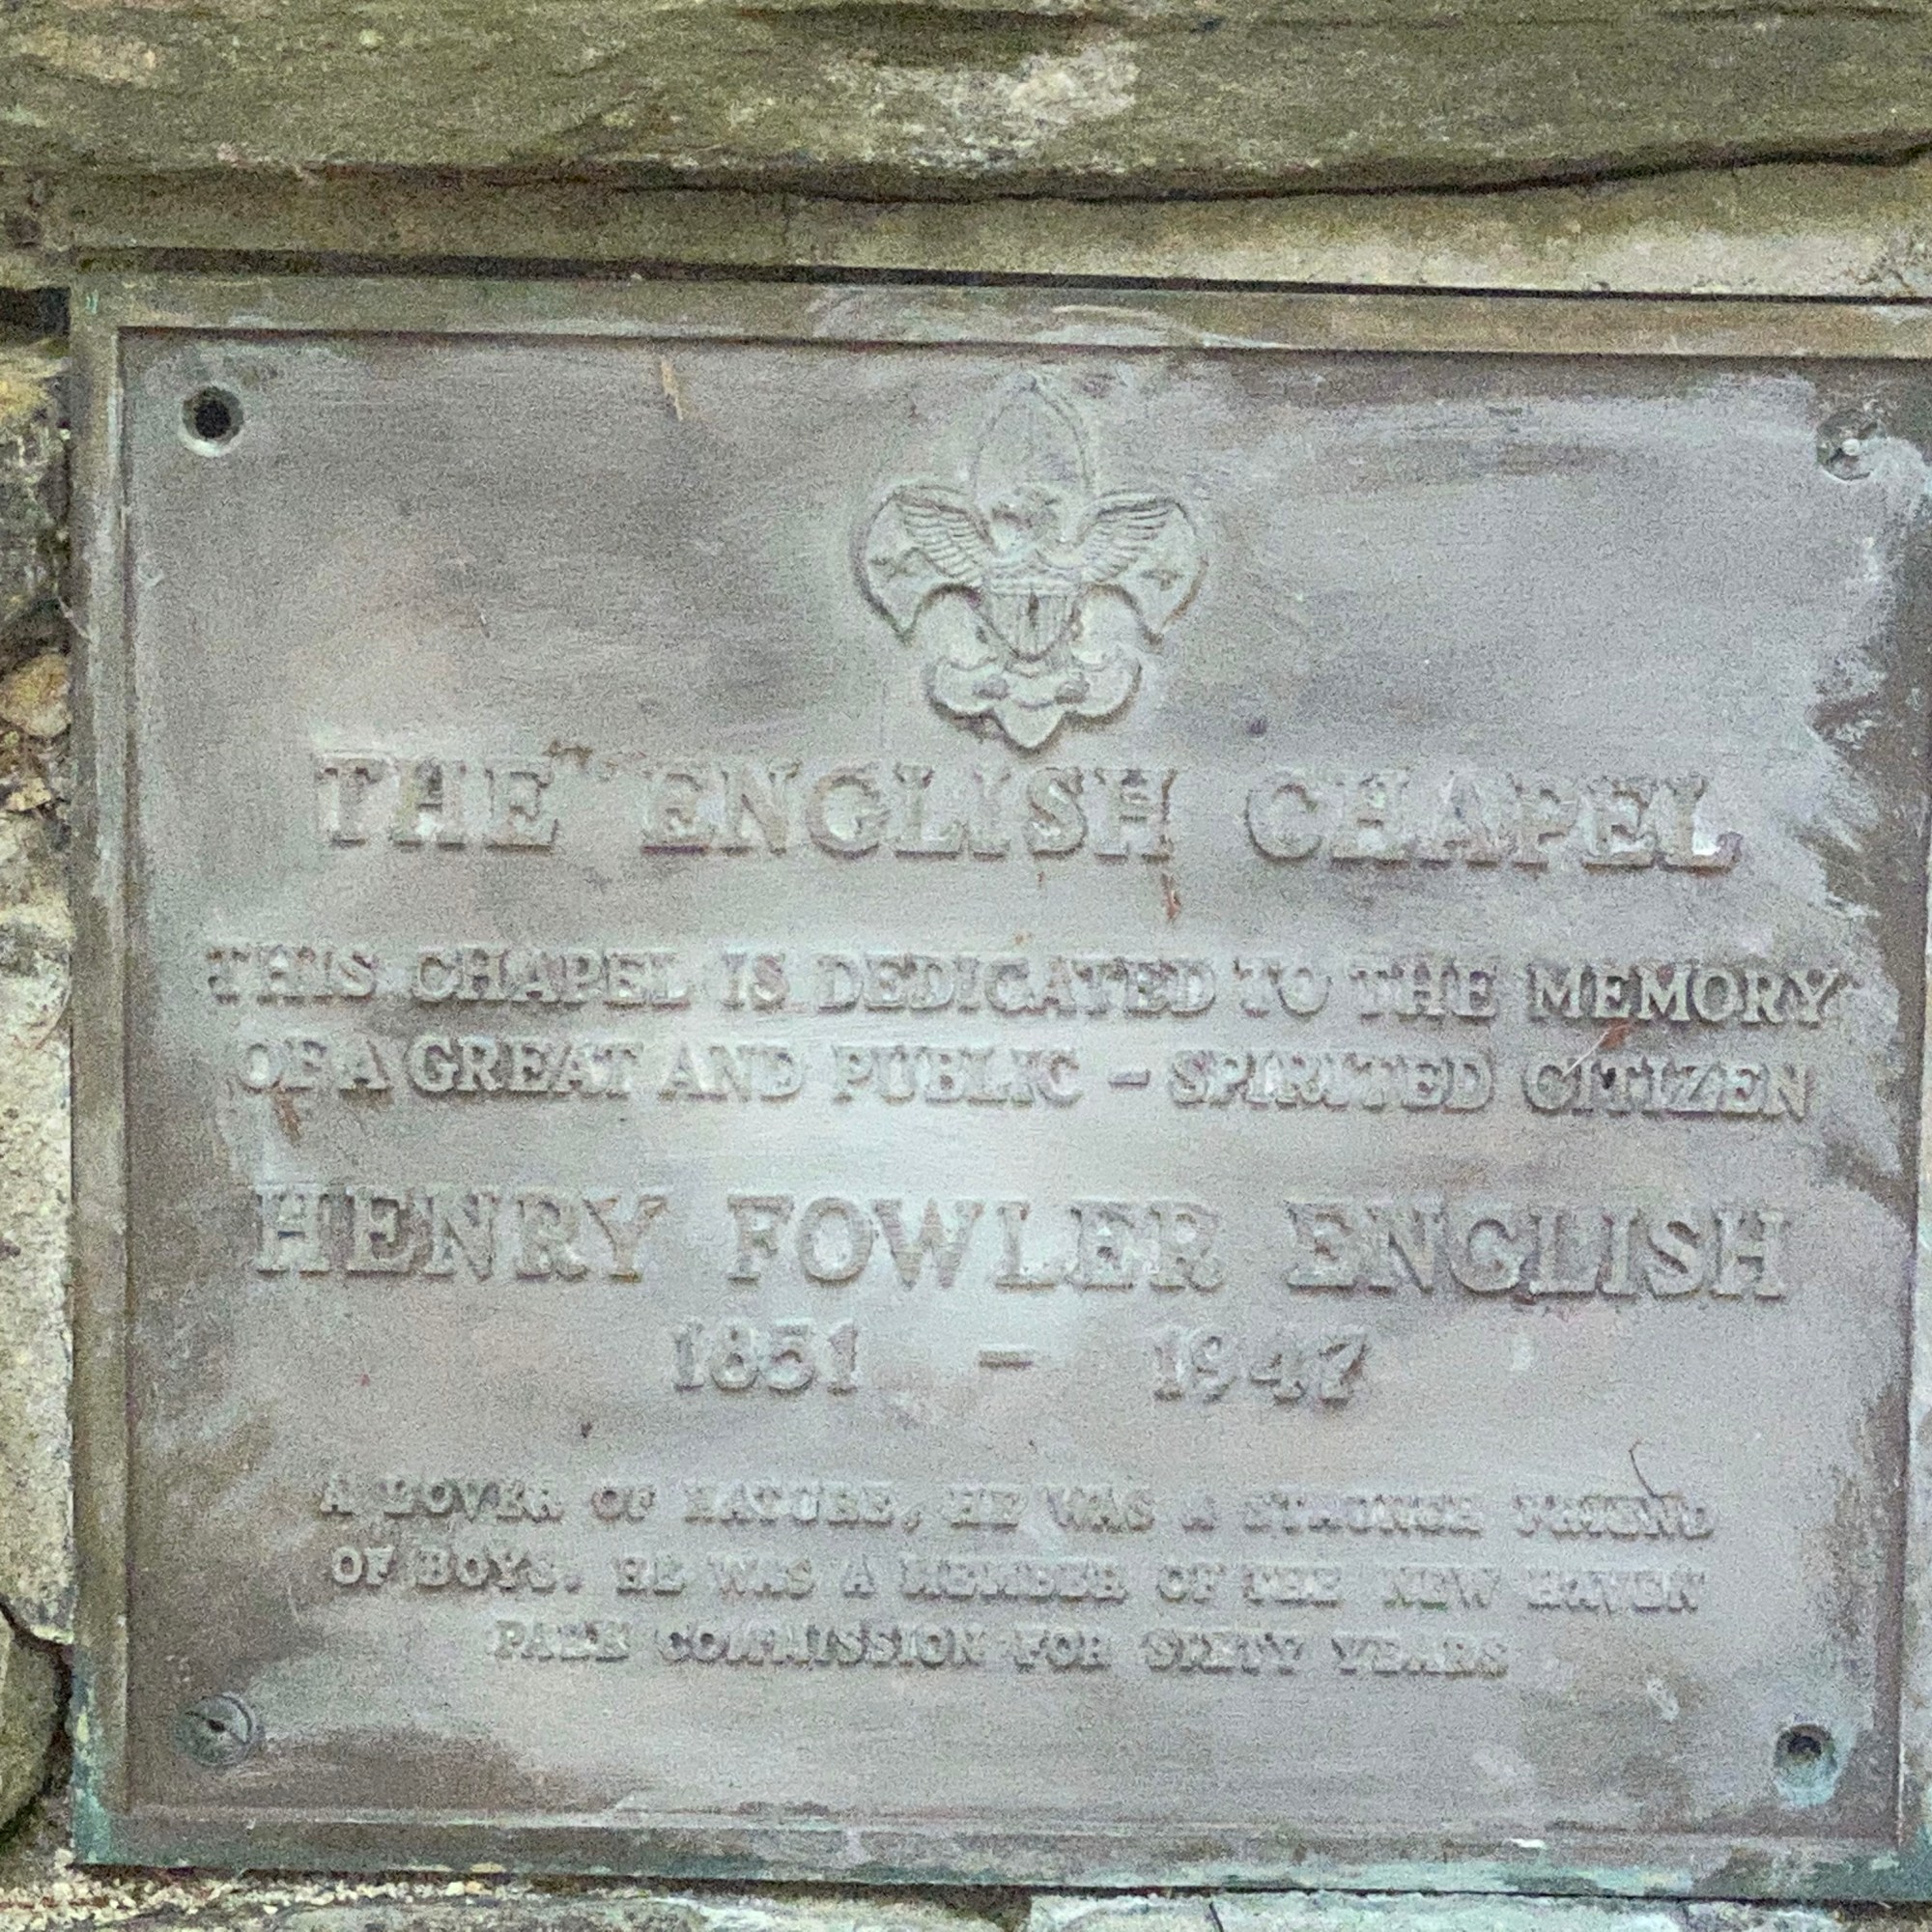 THE ENGLISH CHAPEL
THIS CHAPEL IS DEDICATED TO THE MEMORY
OF A GREAT AND PUBLIC - SPIRITED CITIZEN
HENRY FOWLER ENGLISH
1851 - 1947
A LOVER OF NATURE, HE WAS A STAUNCH FRIEND
OF BOYS. HE WAS A MEMBER OF THE NEW HAVEN
PARK COMMISSION FOR SIXTY YEARS